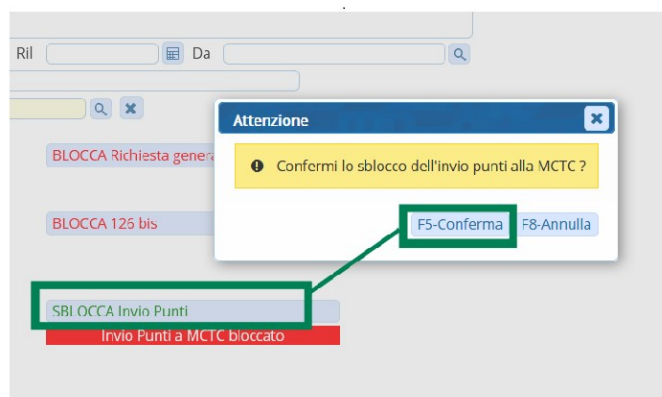 Ril Da
Attenzione
Confermi lo sblocco dell'invio punti alla MCTC ?
F5-Conferma F8-Annulla
BLOCCA Richiesta gener
BLOCCA 126 bis
SBLOCCA Invio Punti
Invio Punti a MCTC bloccato